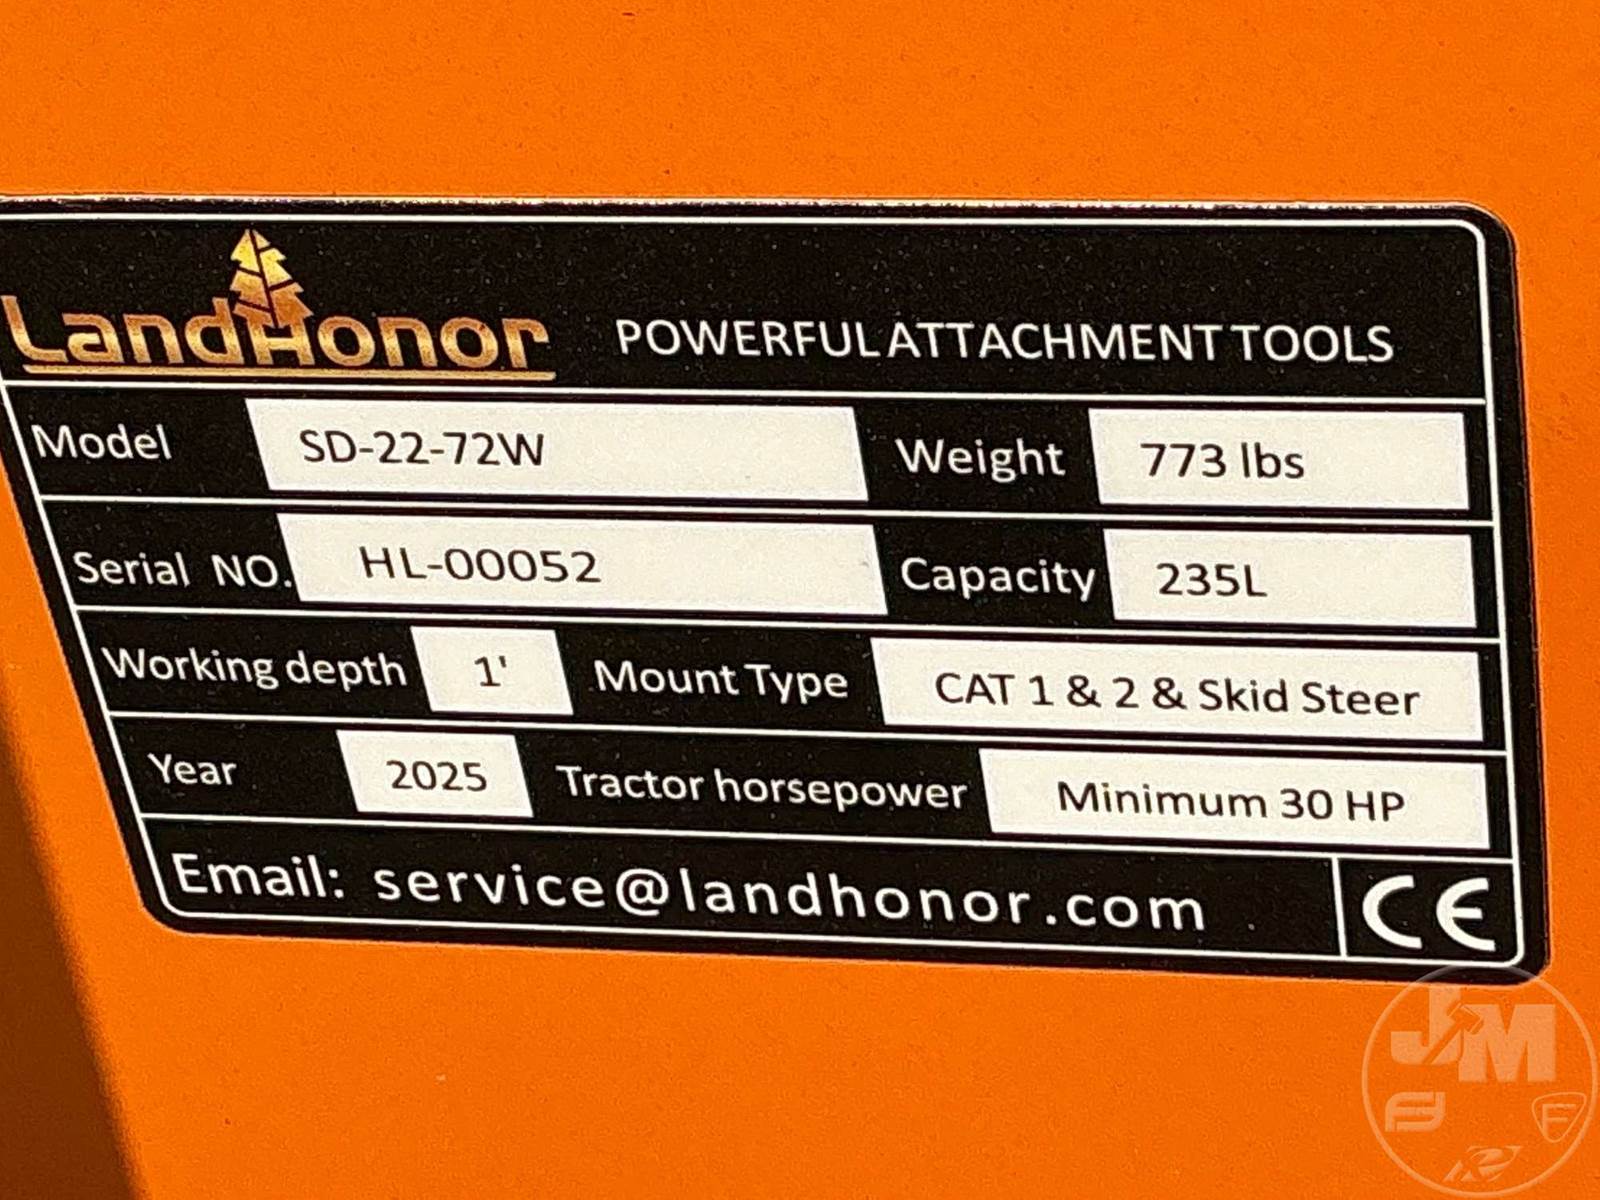 LandHonor POWERFUL ATTACHMENT TOOLS
Model SD-22-72W Weight 773 lbs
Serial NO. HL-00052 Capacity 235L
Working depth 1' Mount Type CAT 1 & 2 & Skid Steer
Year 2025 Tractor horsepower Minimum 30 HP
Email: service@landhonor.com CE
JM